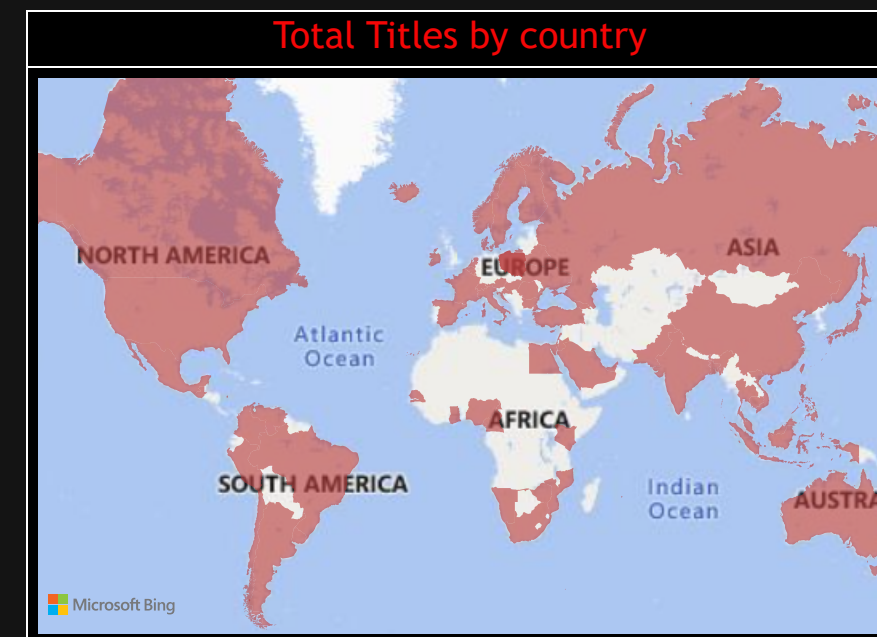 Total Titles by country
NORTH AMERICA
EUROPE
ASIA
Atlantic
Ocean
AFRICA
SOUTH AMERICA
Indian
Ocean
AUSTRA
Microsoft Bing